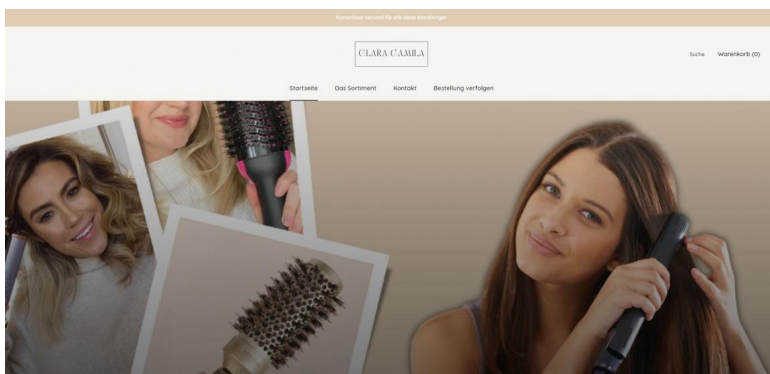 Kostenloser Versand für alle deine Bestellungen
CLARA CAMILA
Suche Warenkorb (0)
Startseite Das Sortiment Kontakt Bestellung verfolgen